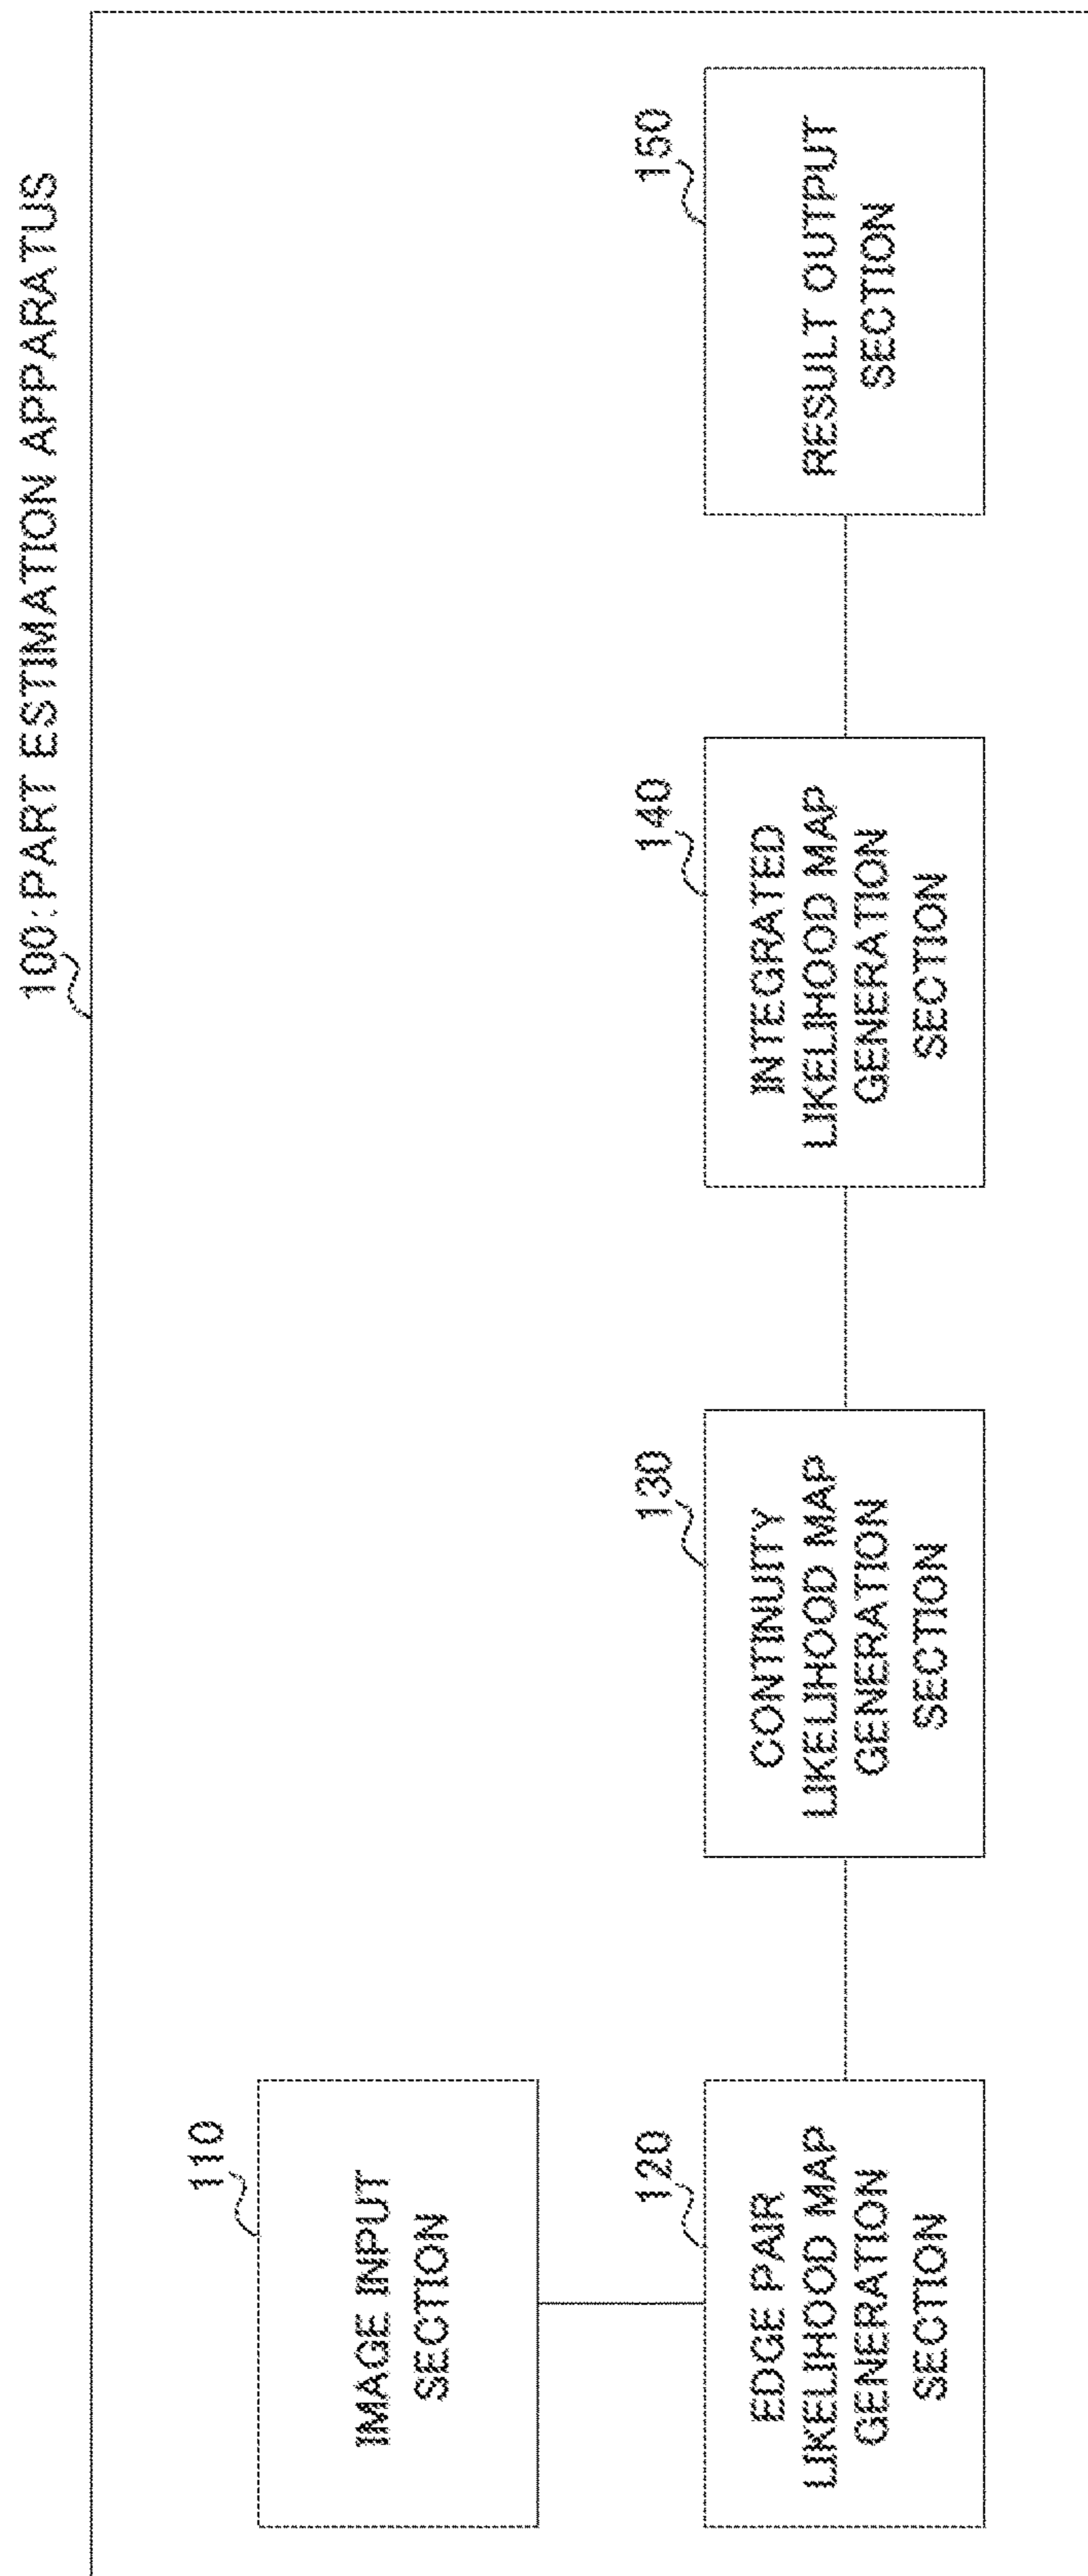 100:PART ESTIMATION APPARATUS
110
IMAGE INPUT
SECTION
120
EDGE PAIR
LIKELIHOOD MAP
GENERATION
SECTION
130
CONTINUITY
LIKELIHOOD MAP
GENERATION
SECTION
140
INTEGRATED
LIKELIHOOD MAP
GENERATION
SECTION
150
RESULT OUTPUT
SECTION